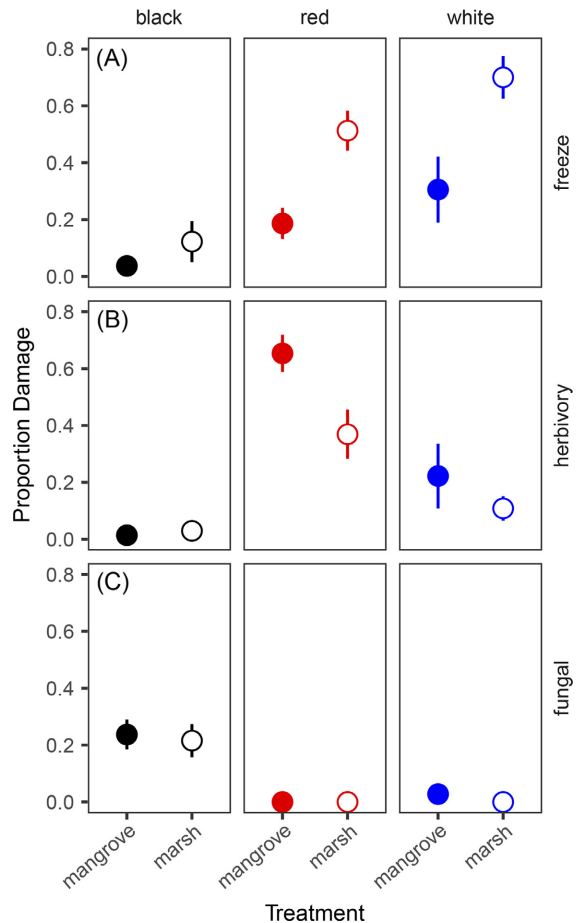 black red white
(A)
0.8
0.6
0.4
0.2
0.0
freeze
(B)
0.8
0.6
0.4
0.2
0.0
herbivory
(C)
0.8
0.6
0.4
0.2
0.0
fungal
Proportion Damage
mangrove marsh mangrove marsh mangrove marsh
Treatment